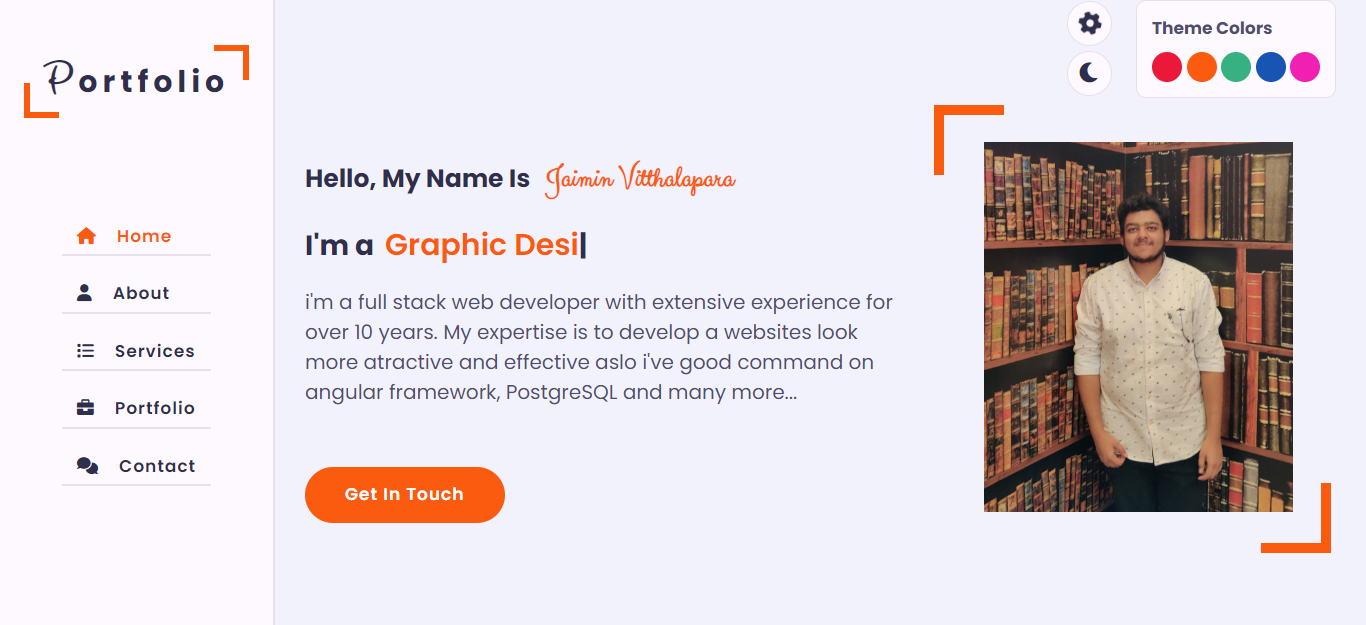 Portfolio
Home
About
Services
Portfolio
Contact
Theme Colors
Hello, My Name Is Jaimin Vitthalapara
I'm a Graphic Desi
i'm a full stack web developer with extensive experience for
over 10 years. My expertise is to develop a websites look
more atractive and effective aslo i've good command on
angular framework, PostgreSQL and many more...
Get In Touch